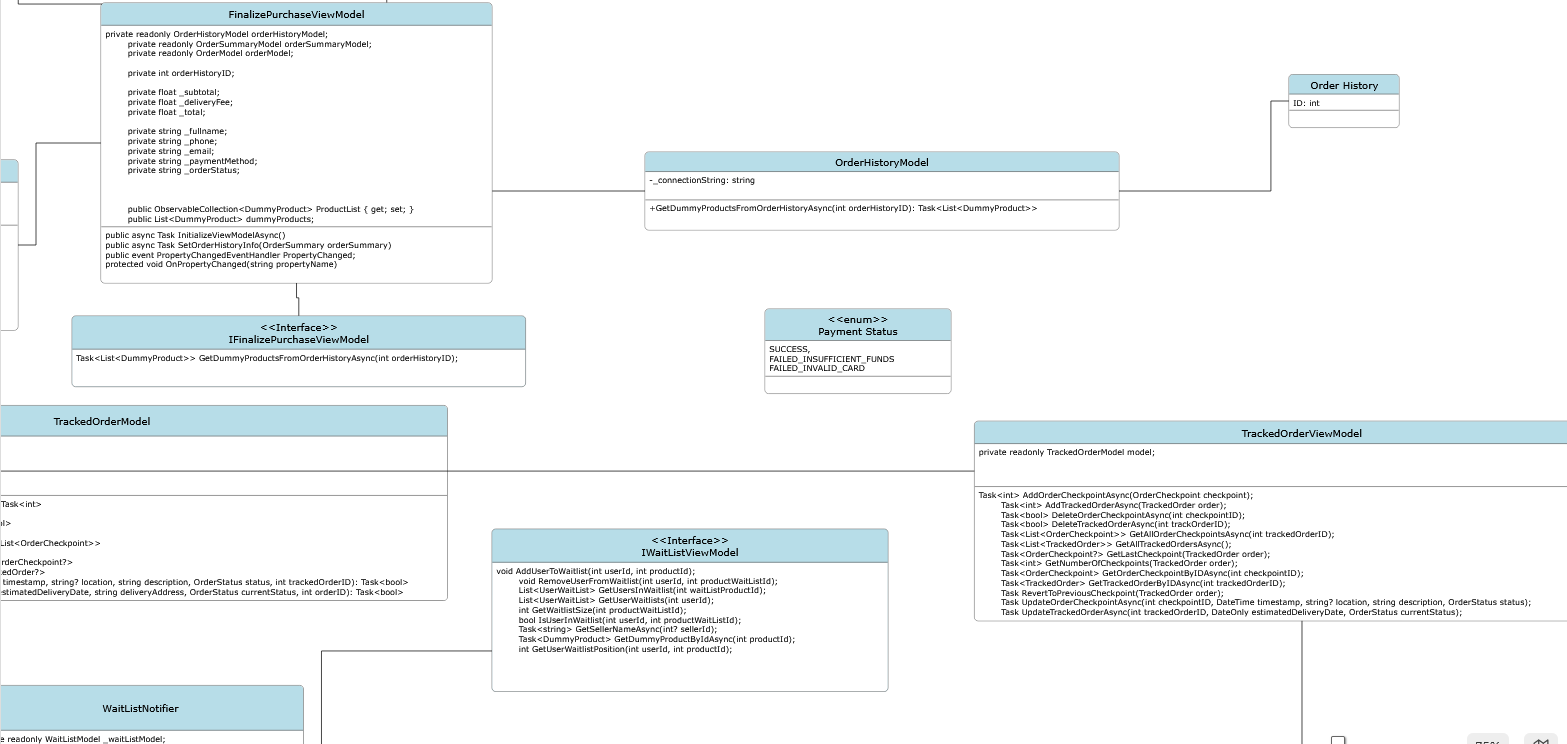 FinalizePurchaseViewModel
private readonly OrderHistoryModel orderHistoryModel;
private readonly OrderSummaryModel orderSummaryModel;
private readonly OrderModel orderModel;
private int orderHistoryID;
private float _subtotal;
private float _deliveryFee;
private float _total;
private string _fullname;
private string _phone;
private string _email;
private string _paymentMethod;
private string _orderStatus;
public ObservableCollection<DummyProduct> ProductList { get; set; }
public List<DummyProduct> dummyProducts;
public async Task InitializeViewModelAsync()
public async Task SetOrderHistoryInfo(OrderSummary orderSummary)
public event PropertyChangedEventHandler PropertyChanged;
protected void OnPropertyChanged(string propertyName)
Order History
ID: int
OrderHistoryModel
-_connectionString: string
+GetDummyProductsFromOrderHistoryAsync(int orderHistoryID): Task<List<DummyProduct>>
<<Interface>>
IFinalizePurchaseViewModel
Task<List<DummyProduct>> GetDummyProductsFromOrderHistoryAsync(int orderHistoryID);
<<enum>>
Payment Status
SUCCESS,
FAILED_INSUFFICIENT_FUNDS
FAILED_INVALID_CARD
TrackedOrderModel
Task<int>
List<OrderCheckpoint>>
timestamp, string? location, string description, OrderStatus status, int trackedOrderID): Task<bool>
string deliveryAddress, OrderStatus currentStatus, int orderID): Task<bool>
TrackedOrderViewModel
private readonly TrackedOrderModel model;
Task<int> AddOrderCheckpointAsync(OrderCheckpoint checkpoint);
Task<int> AddTrackedOrderAsync(TrackedOrder order);
Task<bool> DeleteOrderCheckpointAsync(int checkpointID);
Task<bool> DeleteTrackedOrderAsync(int trackOrderID);
Task<List<OrderCheckpoint>> GetAllOrderCheckpointsAsync(int trackedOrderID);
Task<List<TrackedOrder>> GetAllTrackedOrdersAsync();
Task<OrderCheckpoint?> GetLastCheckpoint(TrackedOrder order);
Task<int> GetNumberOfCheckpoints(TrackedOrder order);
Task<OrderCheckpoint> GetOrderCheckpointByIDAsync(int checkpointID);
Task<TrackedOrder> GetTrackedOrderByIDAsync(int trackedOrderID);
Task RevertToPreviousCheckpoint(TrackedOrder order);
Task UpdateOrderCheckpointAsync(int checkpointID, DateTime timestamp, string? location, string description, OrderStatus status);
Task UpdateTrackedOrderAsync(int trackedOrderID, DateOnly estimatedDeliveryDate, OrderStatus currentStatus);
<<Interface>>
IWaitListViewModel
void AddUserToWaitlist(int userId, int productId);
void RemoveUserFromWaitlist(int userId, int productWaitListId);
List<UserWaitList> GetUsersInWaitlist(int waitListProductId);
List<UserWaitList> GetUserWaitlists(int userId);
int GetWaitlistSize(int productWaitListId);
bool IsUserInWaitlist(int userId, int productWaitListId);
Task<string> GetSellerNameAsync(int? sellerId);
Task<DummyProduct> GetDummyProductByIdAsync(int productId);
int GetUserWaitlistPosition(int userId, int productId);
WaitListNotifier
readonly WaitListModel _waitListModel;